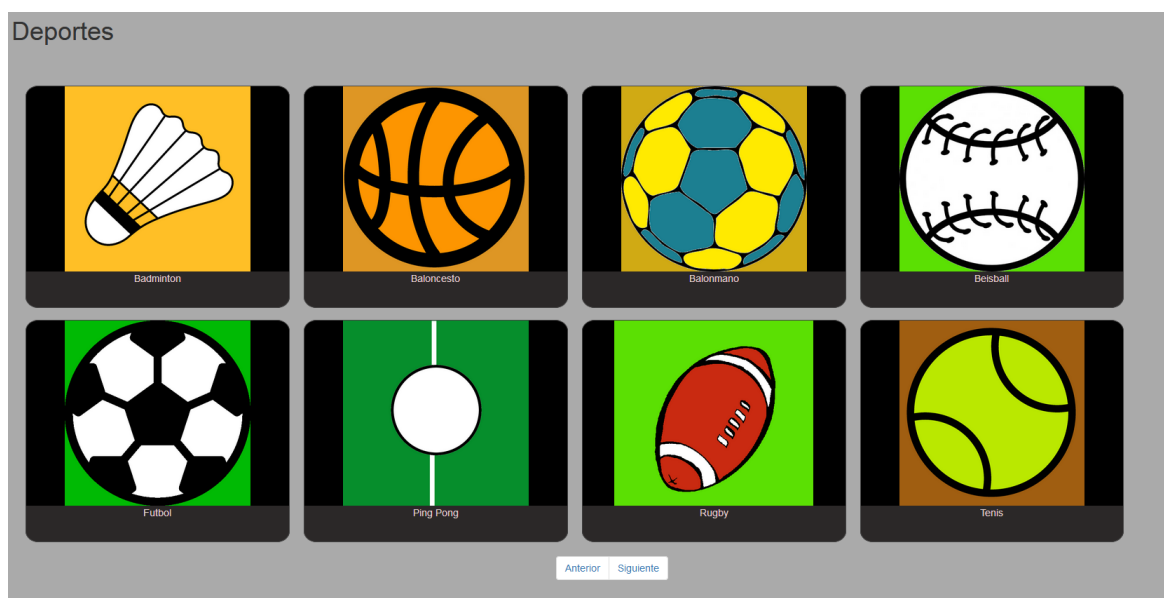 Deportes
Badminton
Baloncesto
Balonmano
Beisball
Futbol
Ping Pong
Rugby
Tenis
Anterior
Siguiente